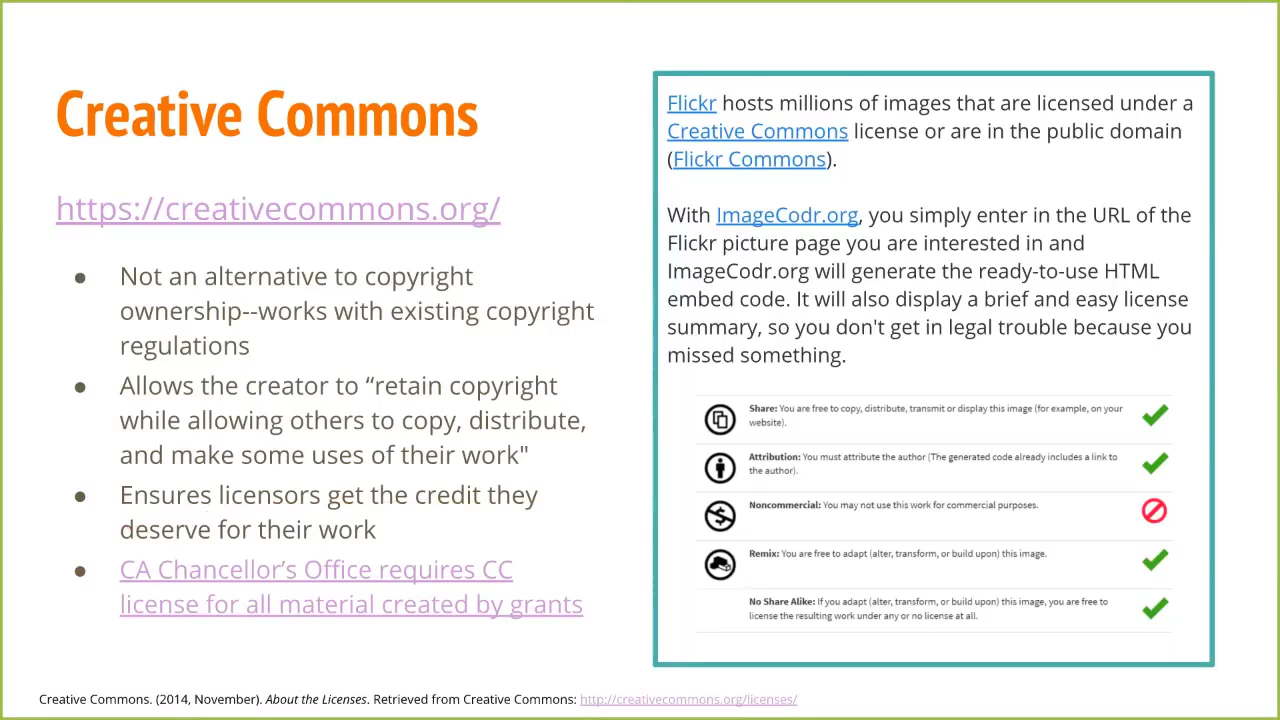 Creative Commons
https://creativecommons.org/
● Not an alternative to copyright
ownership--works with existing copyright
regulations
● Allows the creator to “retain copyright
while allowing others to copy, distribute,
and make some uses of their work"
● Ensures licensors get the credit they
deserve for their work
● CA Chancellor’s Office requires CC
license for all material created by grants
Flickr hosts millions of images that are licensed under a
Creative Commons license or are in the public domain
(Flickr Commons).
With ImageCodr.org, you simply enter in the URL of the
Flickr picture page you are interested in and
ImageCodr.org will generate the ready-to-use HTML
embed code. It will also display a brief and easy license
summary, so you don't get in legal trouble because you
missed something.
Share: You are free to copy, distribute, transmit or display this image (for example, on your
website).
Attribution: You must attribute the author (The generated code already includes a link to
the author).
Noncommercial: You may not use this work for commercial purposes.
Remix: You are free to adapt (alter, transform, or build upon) this image.
No Share Alike: If you adapt (alter, transform, or build upon) this image, you are free to
license the resulting work under any or no license at all.
Creative Commons. (2014, November). About the Licenses. Retrieved from Creative Commons: http://creativecommons.org/licenses/